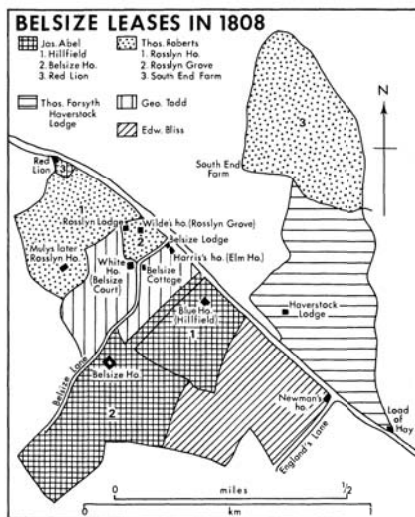 BELSIZE LEASES IN 1808
Jas. Abel
1. Hillfield
2. Belsize Ho.
3. Red Lion
Thos. Roberts
1. Rosslyn Ho.
2. Rosslyn Grove
3. South End Farm
Thos. Forsyth
Haverstock
Lodge
Geo. Todd
Edw. Bliss
N
3
South End
Farm
Red
Lion
3
1
Rosslyn Lodge
Wilde's ho. (Rosslyn Grove)
2
Belsize Lodge
Harris's ho. (Elm Ho.)
Mulys later
Rosslyn Ho.
White
Ho.
(Belsize
Court)
Belsize
Cottage
Blue Ho.
(Hillfield)
1
Haverstock
Lodge
Belsize Lane
Belsize Ho.
2
Newman's
ho.
England's Lane
Load
of
Hay
0 1/2
miles
0 km 1